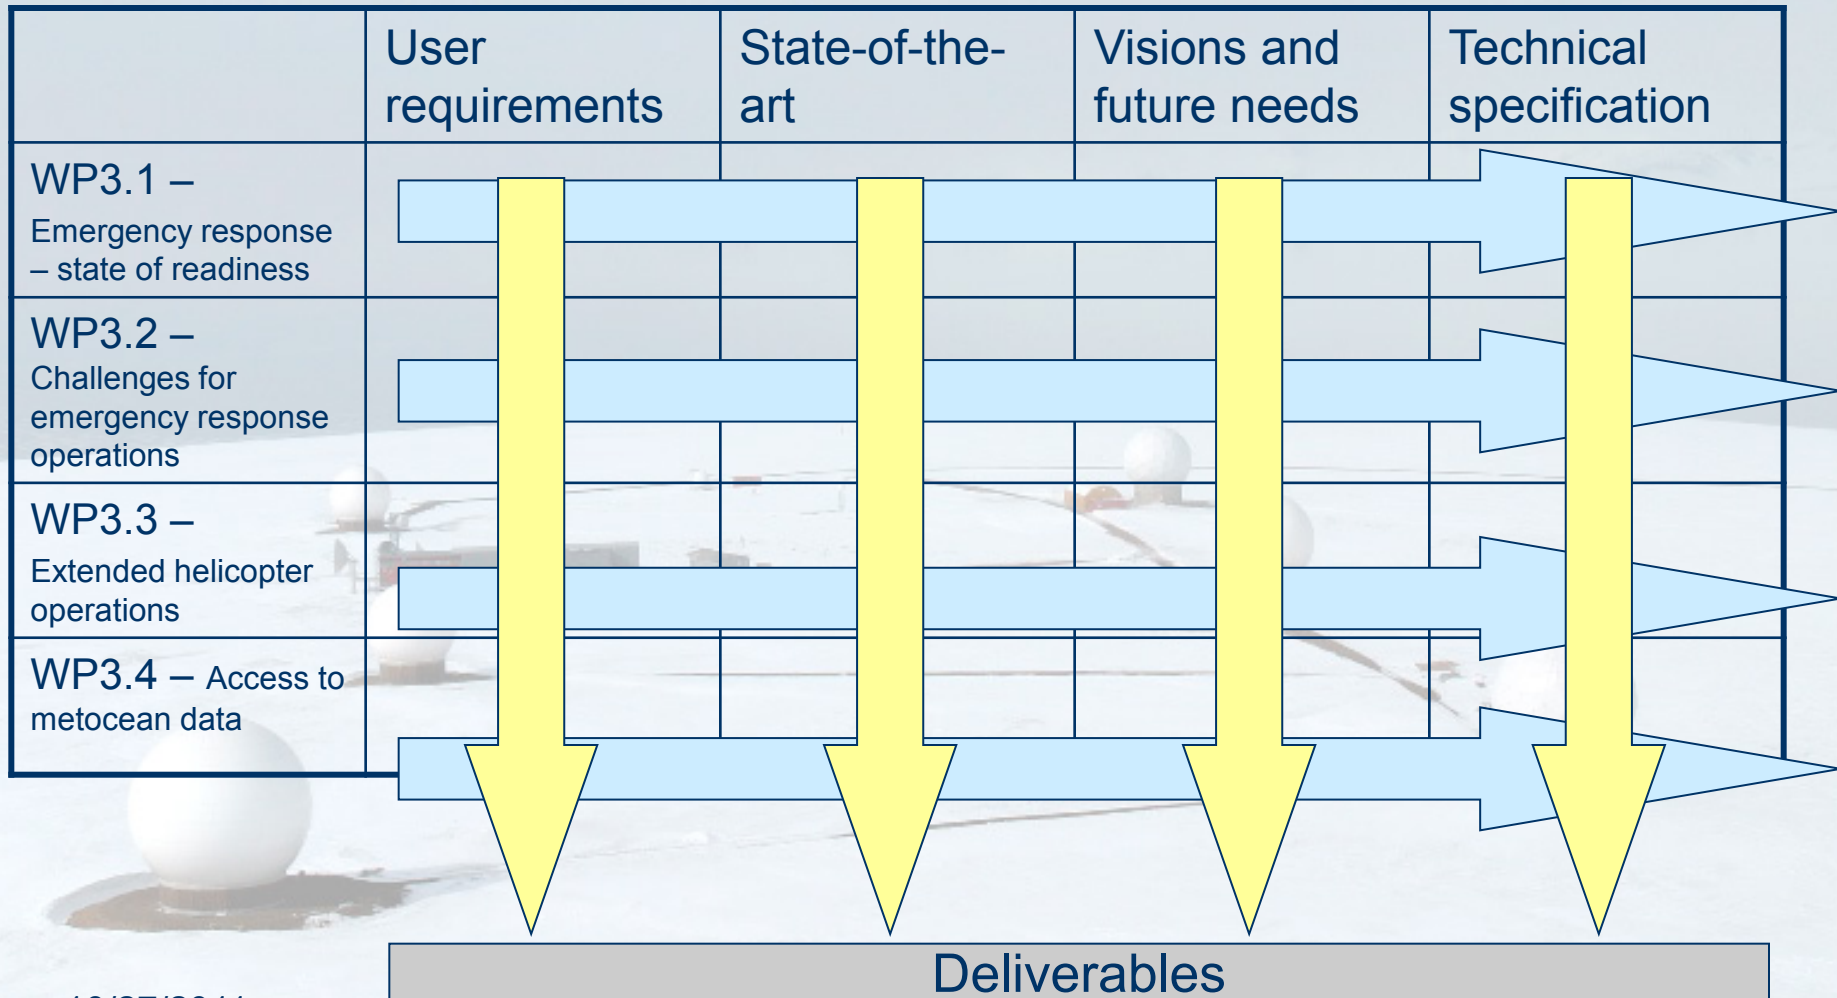 User
requirements
State-of-the-
art
Visions and
future needs
Technical
specification
WP3.1 –
Emergency response
– state of readiness
WP3.2 –
Challenges for
emergency response
operations
WP3.3 –
Extended helicopter
operations
WP3.4 – Access to
metocean data
Deliverables